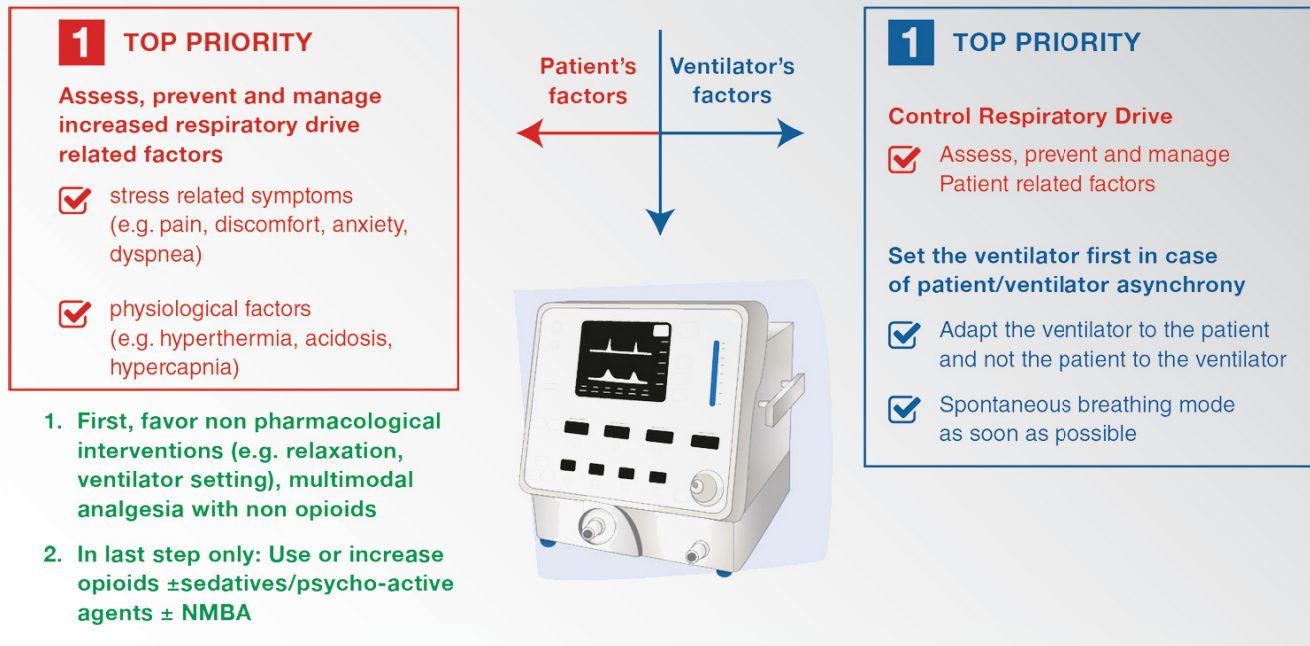 1 TOP PRIORITY
Assess, prevent and manage
increased respiratory drive
related factors
stress related symptoms
(e.g. pain, discomfort, anxiety,
dyspnea)
physiological factors
(e.g. hyperthermia, acidosis,
hypercapnia)
1. First, favor non pharmacological
interventions (e.g. relaxation,
ventilator setting), multimodal
analgesia with non opioids
2. In last step only: Use or increase
opioids ±sedatives/psycho-active
agents ± NMBA
Patient's
factors
Ventilator's
factors
1 TOP PRIORITY
Control Respiratory Drive
Assess, prevent and manage
Patient related factors
Set the ventilator first in case
of patient/ventilator asynchrony
Adapt the ventilator to the patient
and not the patient to the ventilator
Spontaneous breathing mode
as soon as possible